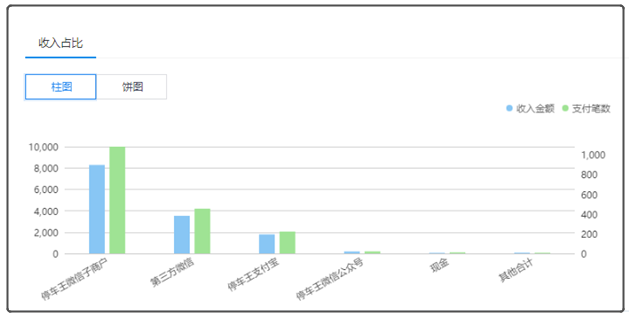 收入占比
柱图 饼图
收入金额 支付笔数
10,000
8,000
6,000
4,000
2,000
0
1,000
800
600
400
200
0
停车王微信子商户
第三方微信
停车王支付宝
停车王微信公众号
现金
其他合计